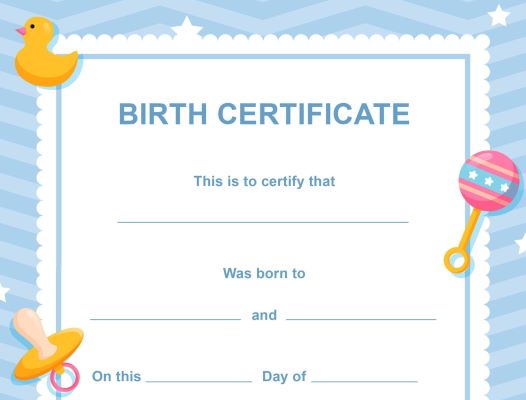 BIRTH CERTIFICATE
This is to certify that
Was born to
and
On this Day of